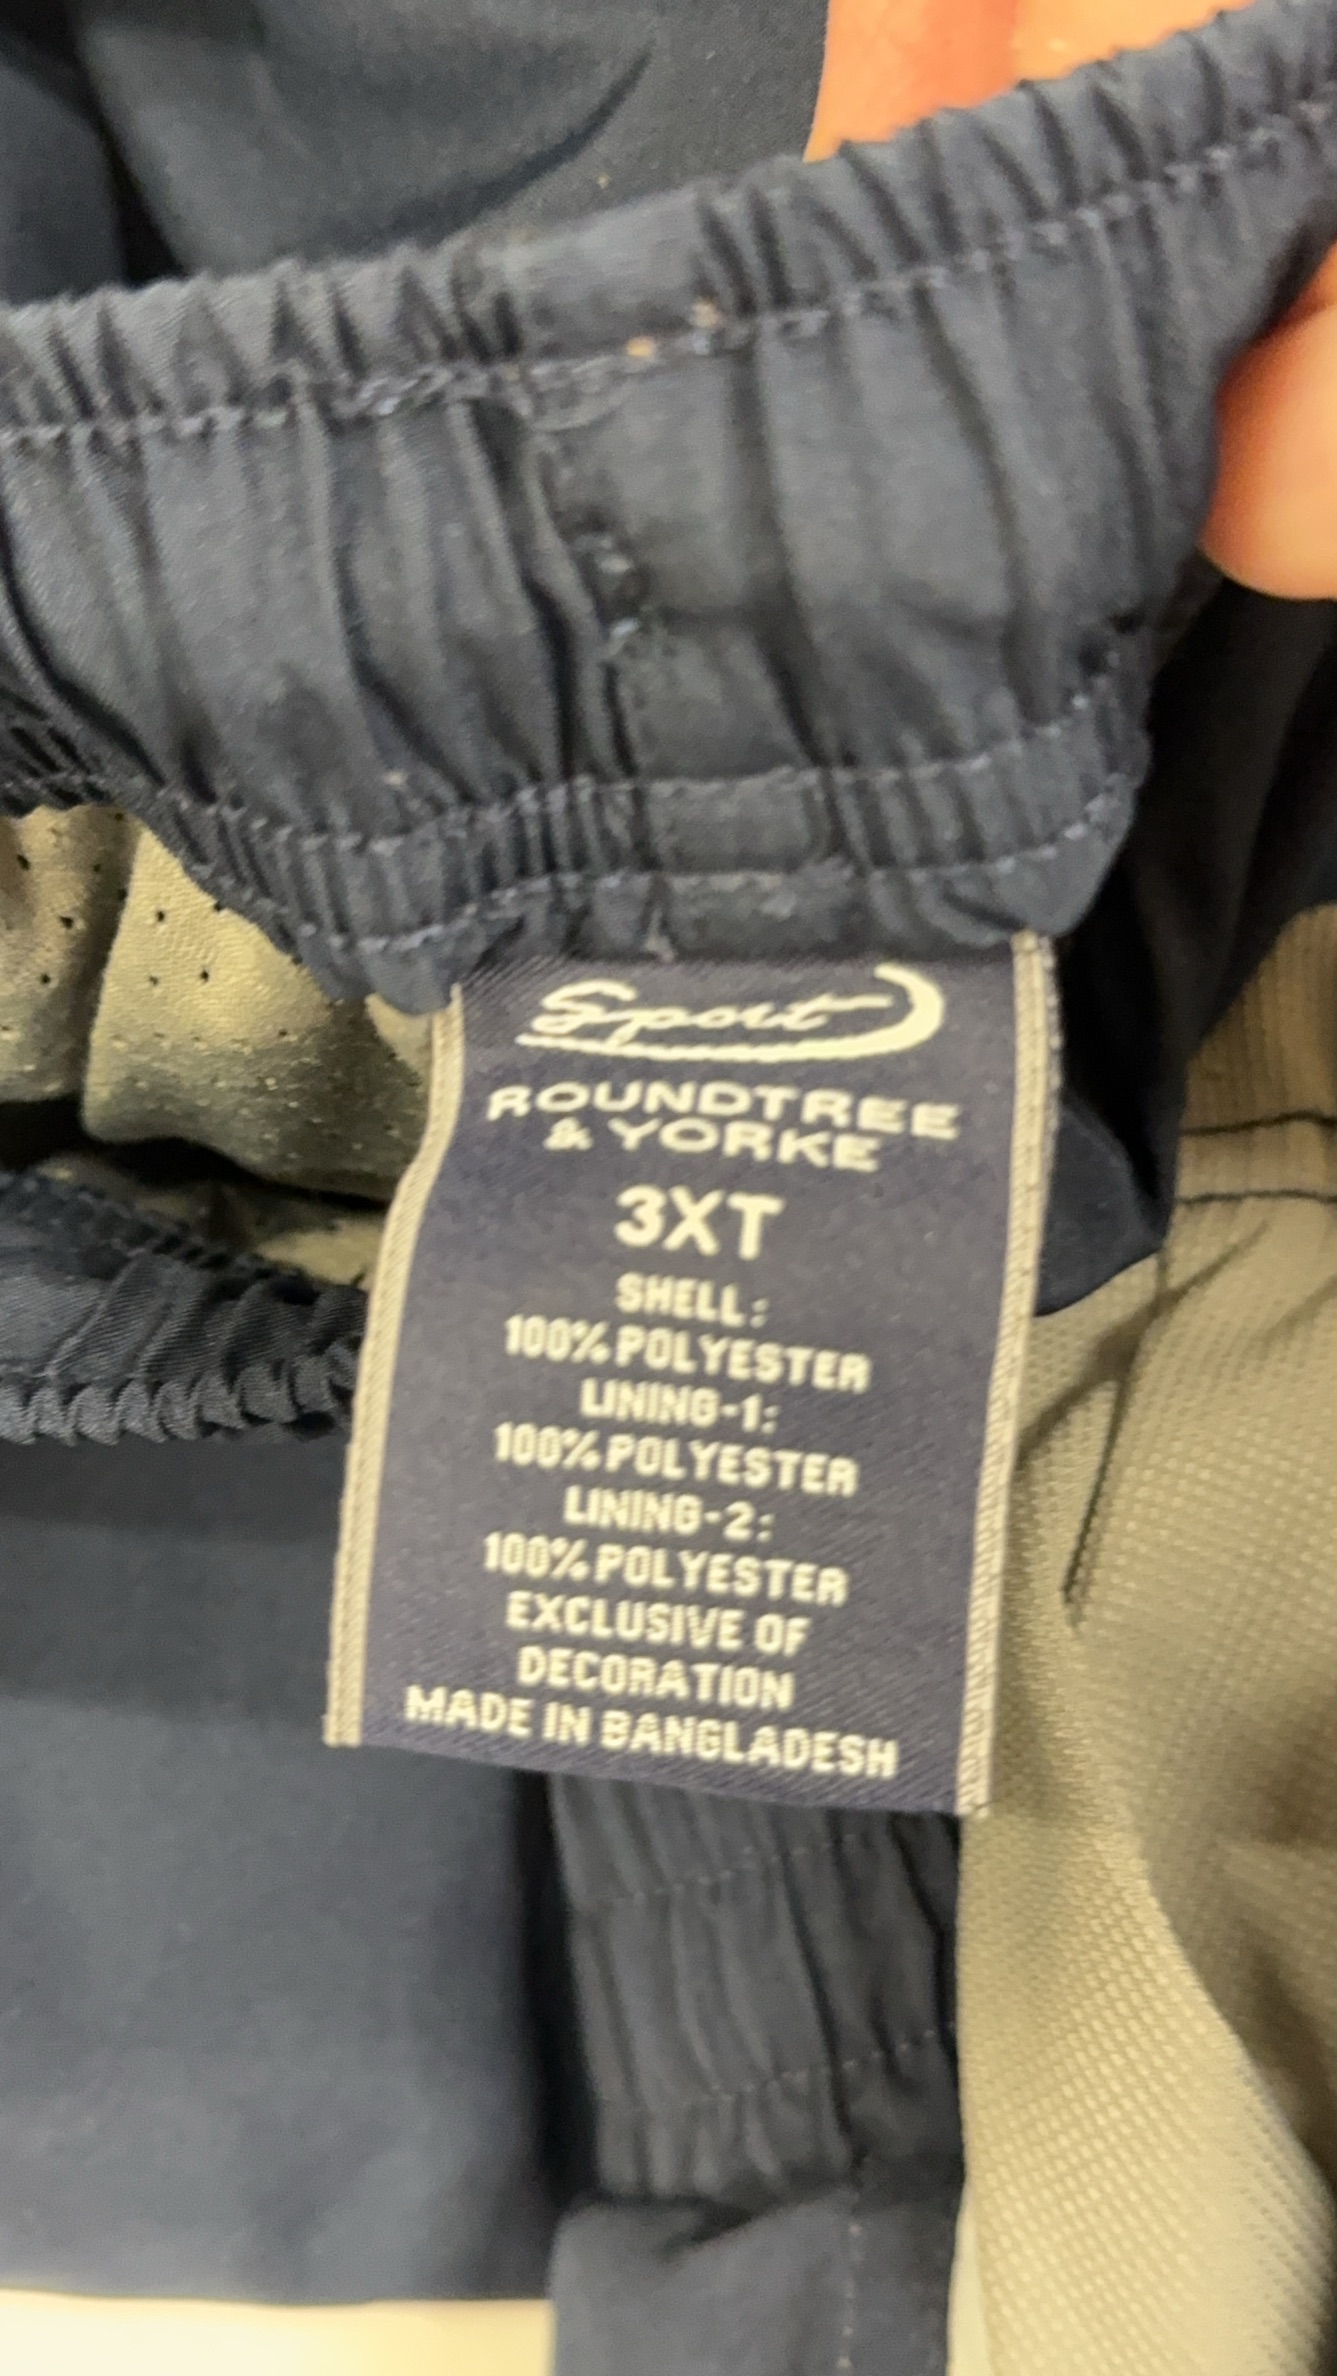 Sport
ROUNDTREE
& YORKE
3XT
SHELL:
100% POLYESTER
LINING-1:
100% POLYESTER
LINING-2:
100% POLYESTER
EXCLUSIVE OF
DECORATION
MADE IN BANGLADESH